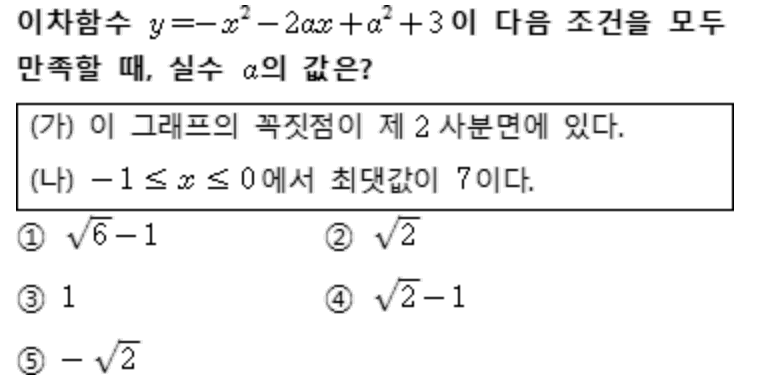 이차함수 y=-x²-2ax+a²+3이 다음 조건을 모두
만족할 때, 실수 a의 값은?
(가) 이 그래프의 꼭짓점이 제 2 사분면에 있다.
(나) -1≤x≤0에서 최댓값이 7이다.
① √6-1 ② √2
③ 1 ④ √2-1
⑤ -√2